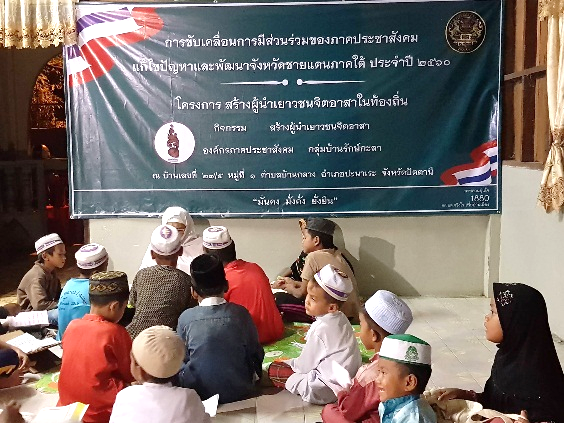 การขับเคลื่อนการมีส่วนร่วมของภาคประชาสังคม
แก้ไขปัญหาและพัฒนาจังหวัดชายแดนภาคใต้ ประจำปี ๒๕๖๐
โครงการ สร้างผู้นำเยาวชนจิตอาสาในท้องถิ่น
กิจกรรม สร้างผู้นำเยาวชนจิตอาสา
องค์กรภาคประชาสังคม กลุ่มบ้านรักษ์กะลา
ณ บ้านเลขที่ ๒๗/๕ หมู่ที่ ๑ ตำบลบ้านกลาง อำเภอปะนาเระ จังหวัดปัตตานี
"มั่นคง มั่งคั่ง ยั่งยืน"
1880